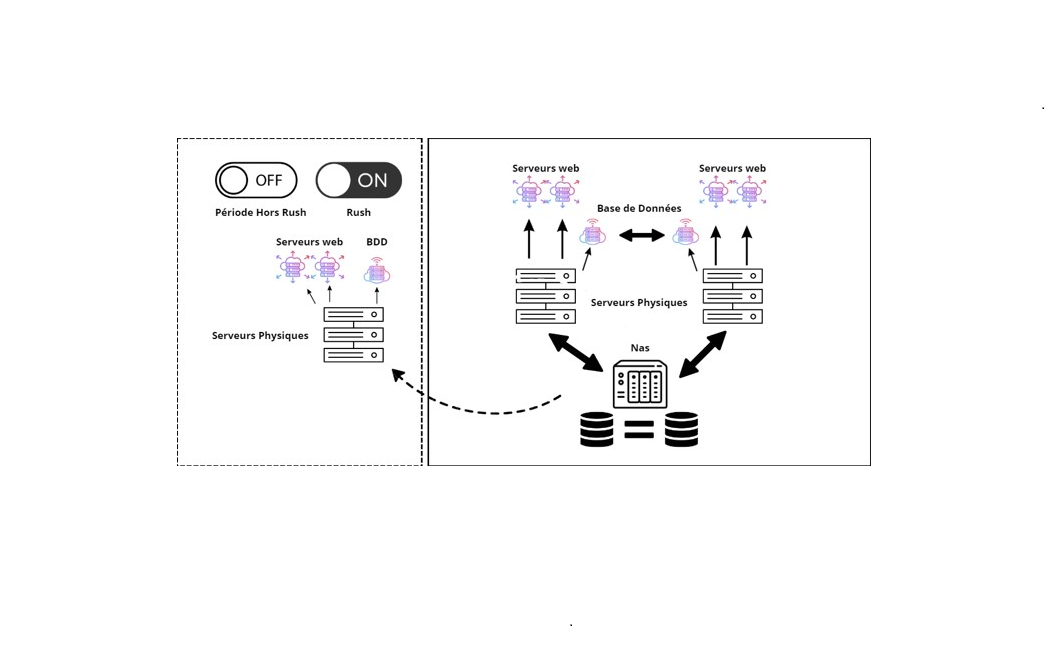 OFF
ON
Période Hors Rush
Rush
Serveurs web
BDD
Serveurs Physiques
Serveurs web
Serveurs web
Base de Données
Serveurs Physiques
Nas